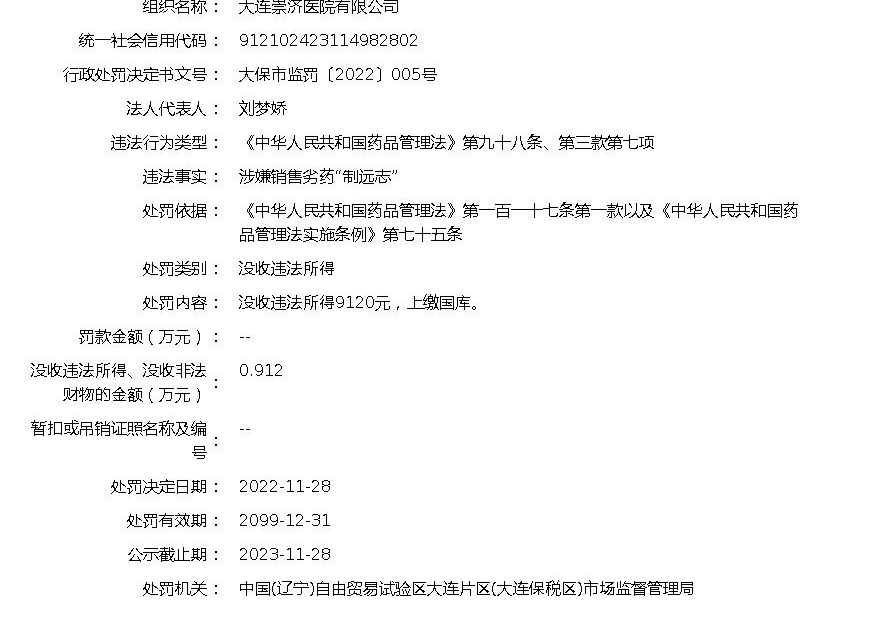 组织名称： 大连崇济医院有限公司
统一社会信用代码： 912102423114982802
行政处罚决定书文号： 大保市监罚〔2022〕005号
法人代表人： 刘梦娇
违法行为类型： 《中华人民共和国药品管理法》第九十八条、第三款第七项
违法事实： 涉嫌销售劣药“制远志”
处罚依据： 《中华人民共和国药品管理法》第一百一十七条第一款以及《中华人民共和国药
品管理法实施条例》第七十五条
处罚类别： 没收违法所得
处罚内容： 没收违法所得9120元，上缴国库。
罚款金额（万元）： --
没收违法所得、没收非法
财物的金额（万元）： 0.912
暂扣或吊销证照名称及编
号： --
处罚决定日期： 2022-11-28
处罚有效期： 2099-12-31
公示截止期： 2023-11-28
处罚机关： 中国(辽宁)自由贸易试验区大连片区(大连保税区)市场监督管理局